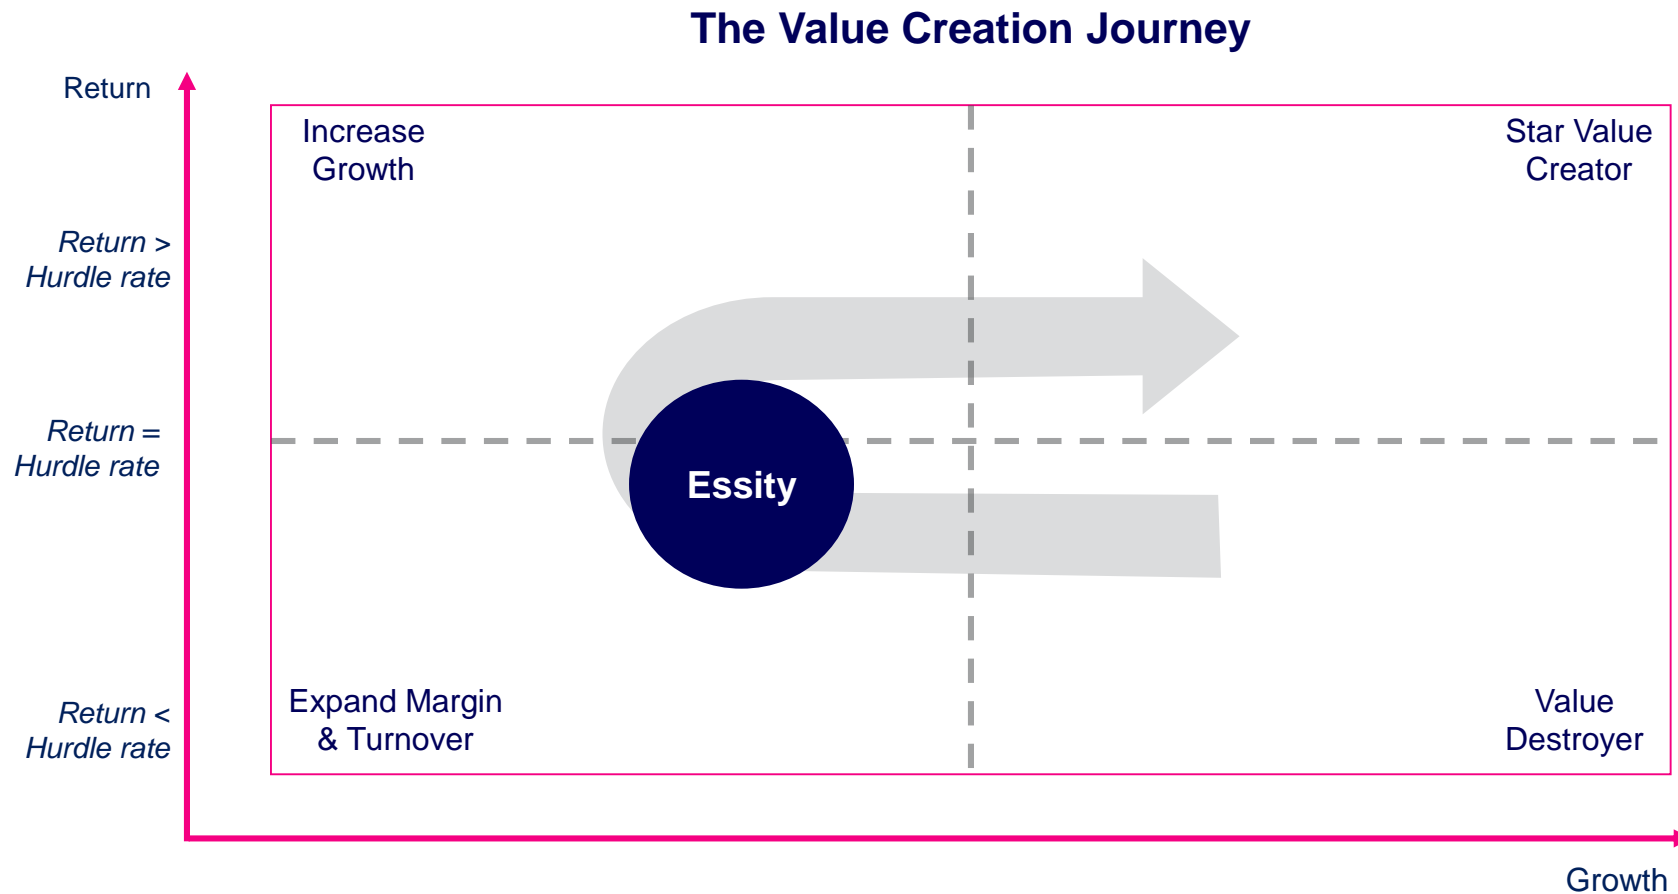 The Value Creation Journey
Return
Increase
Growth
Star Value
Creator
Return >
Hurdle rate
Return =
Hurdle rate
Essity
Expand Margin
& Turnover
Value
Destroyer
Return <
Hurdle rate
Growth